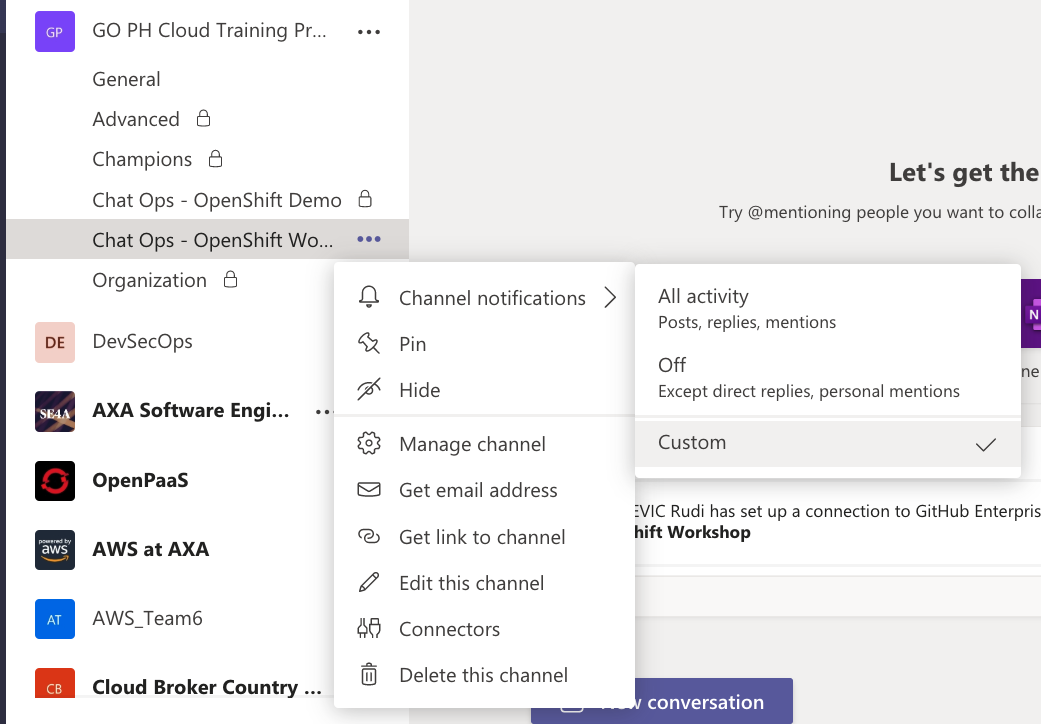 GP GO PH Cloud Training Pr... ...
General
Advanced
Champions
Chat Ops - OpenShift Demo
Chat Ops - OpenShift Wo... ...
Organization
DE DevSecOps
SE4A AXA Software Engi...
OpenPaaS
powered by
aws AWS at AXA
AT AWS_Team6
CB Cloud Broker Country ...
Channel notifications
Pin
Hide
Manage channel
Get email address
Get link to channel
Edit this channel
Connectors
Delete this channel
All activity
Posts, replies, mentions
Off
Except direct replies, personal mentions
Custom
Let's get the
Try @mentioning people you want to colla
N
ne
EVIC Rudi has set up a connection to GitHub Enterpris
hift Workshop
conversation